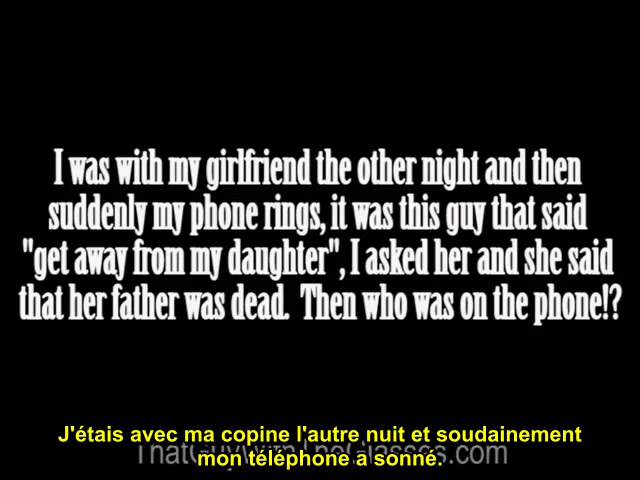 I was with my girlfriend the other night and then
suddenly my phone rings, it was this guy that said
"get away from my daughter", I asked her and she said
that her father was dead.  Then who was on the phone!?
J'étais avec ma copine l'autre nuit et soudainement
mon téléphone a sonné.
ThatGuyWithTheGlasses.com